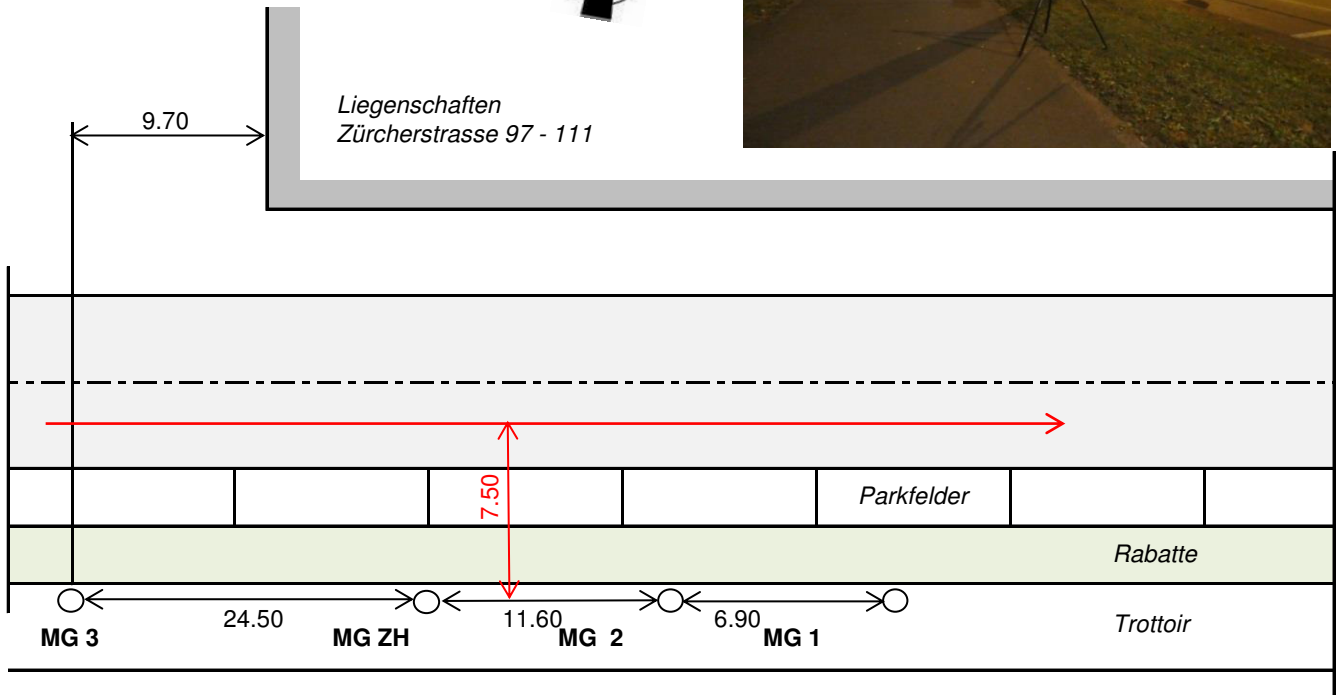 9.70
Liegenschaften
Zürcherstrasse 97 - 111
7.50
Parkfelder
Rabatte
24.50
11.60
6.90
Trottoir
MG 3
MG ZH
MG 2
MG 1